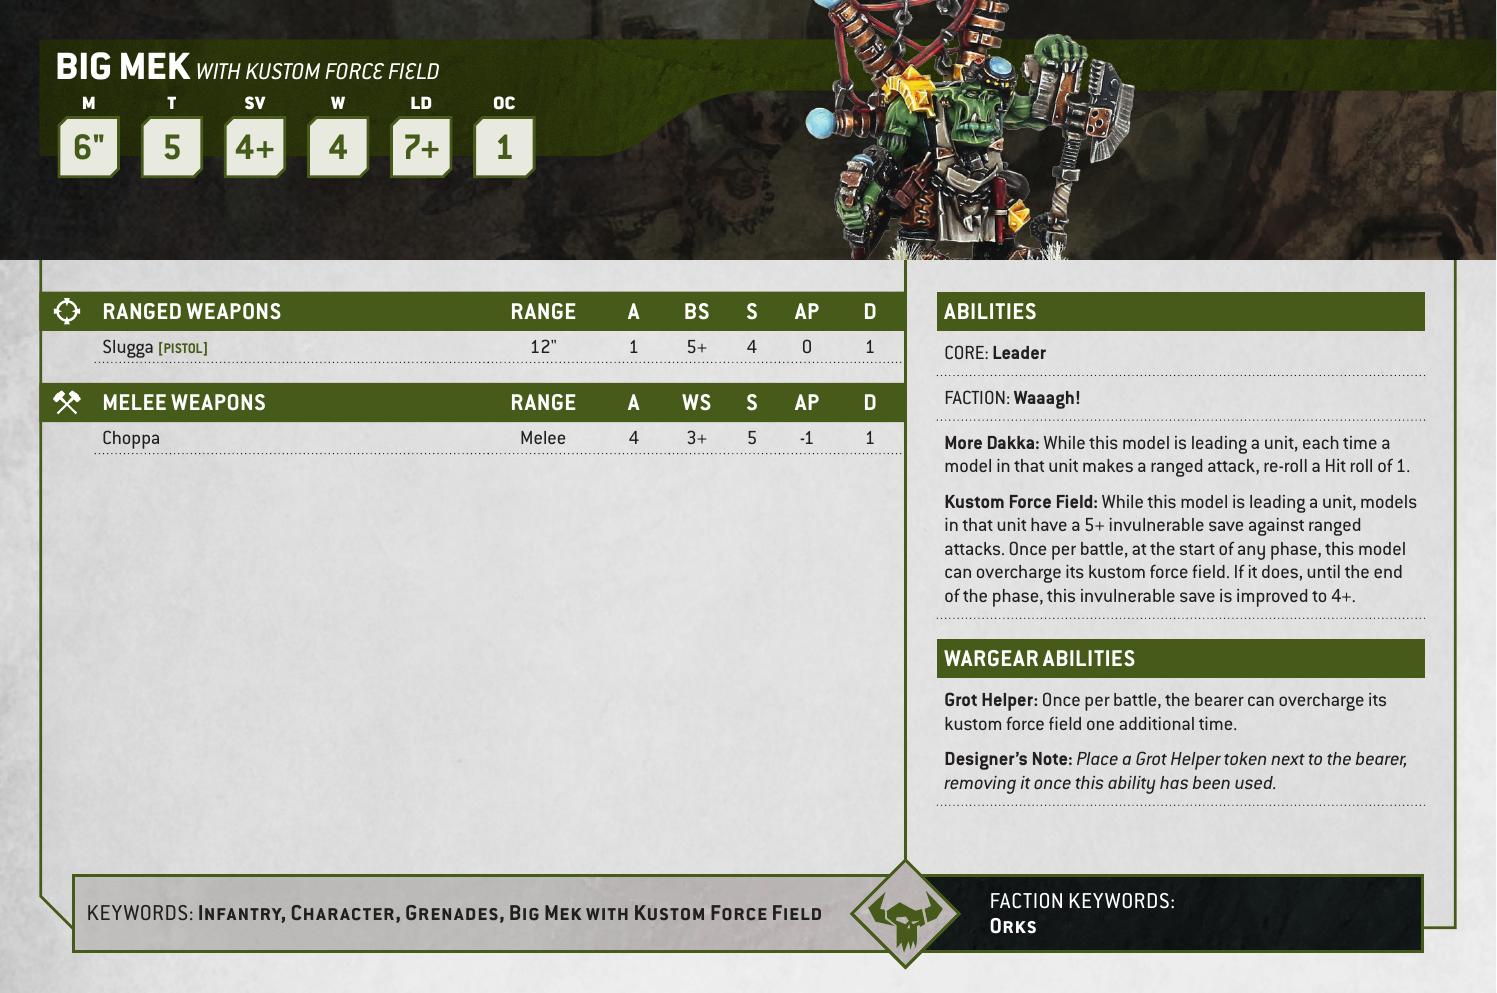 BIG MEK WITH KUSTOM FORCE FIELD
M T SV W LD OC
6" 5 4+ 4 7+ 1
RANGED WEAPONS RANGE A BS S AP D
Slugga [PISTOL] 12" 1 5+ 4 0 1
MELEE WEAPONS RANGE A WS S AP D
Choppa Melee 4 3+ 5 -1 1
ABILITIES
CORE: Leader
FACTION: Waaagh!
More Dakka: While this model is leading a unit, each time a
model in that unit makes a ranged attack, re-roll a Hit roll of 1.
Kustom Force Field: While this model is leading a unit, models
in that unit have a 5+ invulnerable save against ranged
attacks. Once per battle, at the start of any phase, this model
can overcharge its kustom force field. If it does, until the end
of the phase, this invulnerable save is improved to 4+.
WARGEAR ABILITIES
Grot Helper: Once per battle, the bearer can overcharge its
kustom force field one additional time.
Designer's Note: Place a Grot Helper token next to the bearer,
removing it once this ability has been used.
KEYWORDS: INFANTRY, CHARACTER, GRENADES, BIG MEK WITH KUSTOM FORCE FIELD
FACTION KEYWORDS:
ORKS